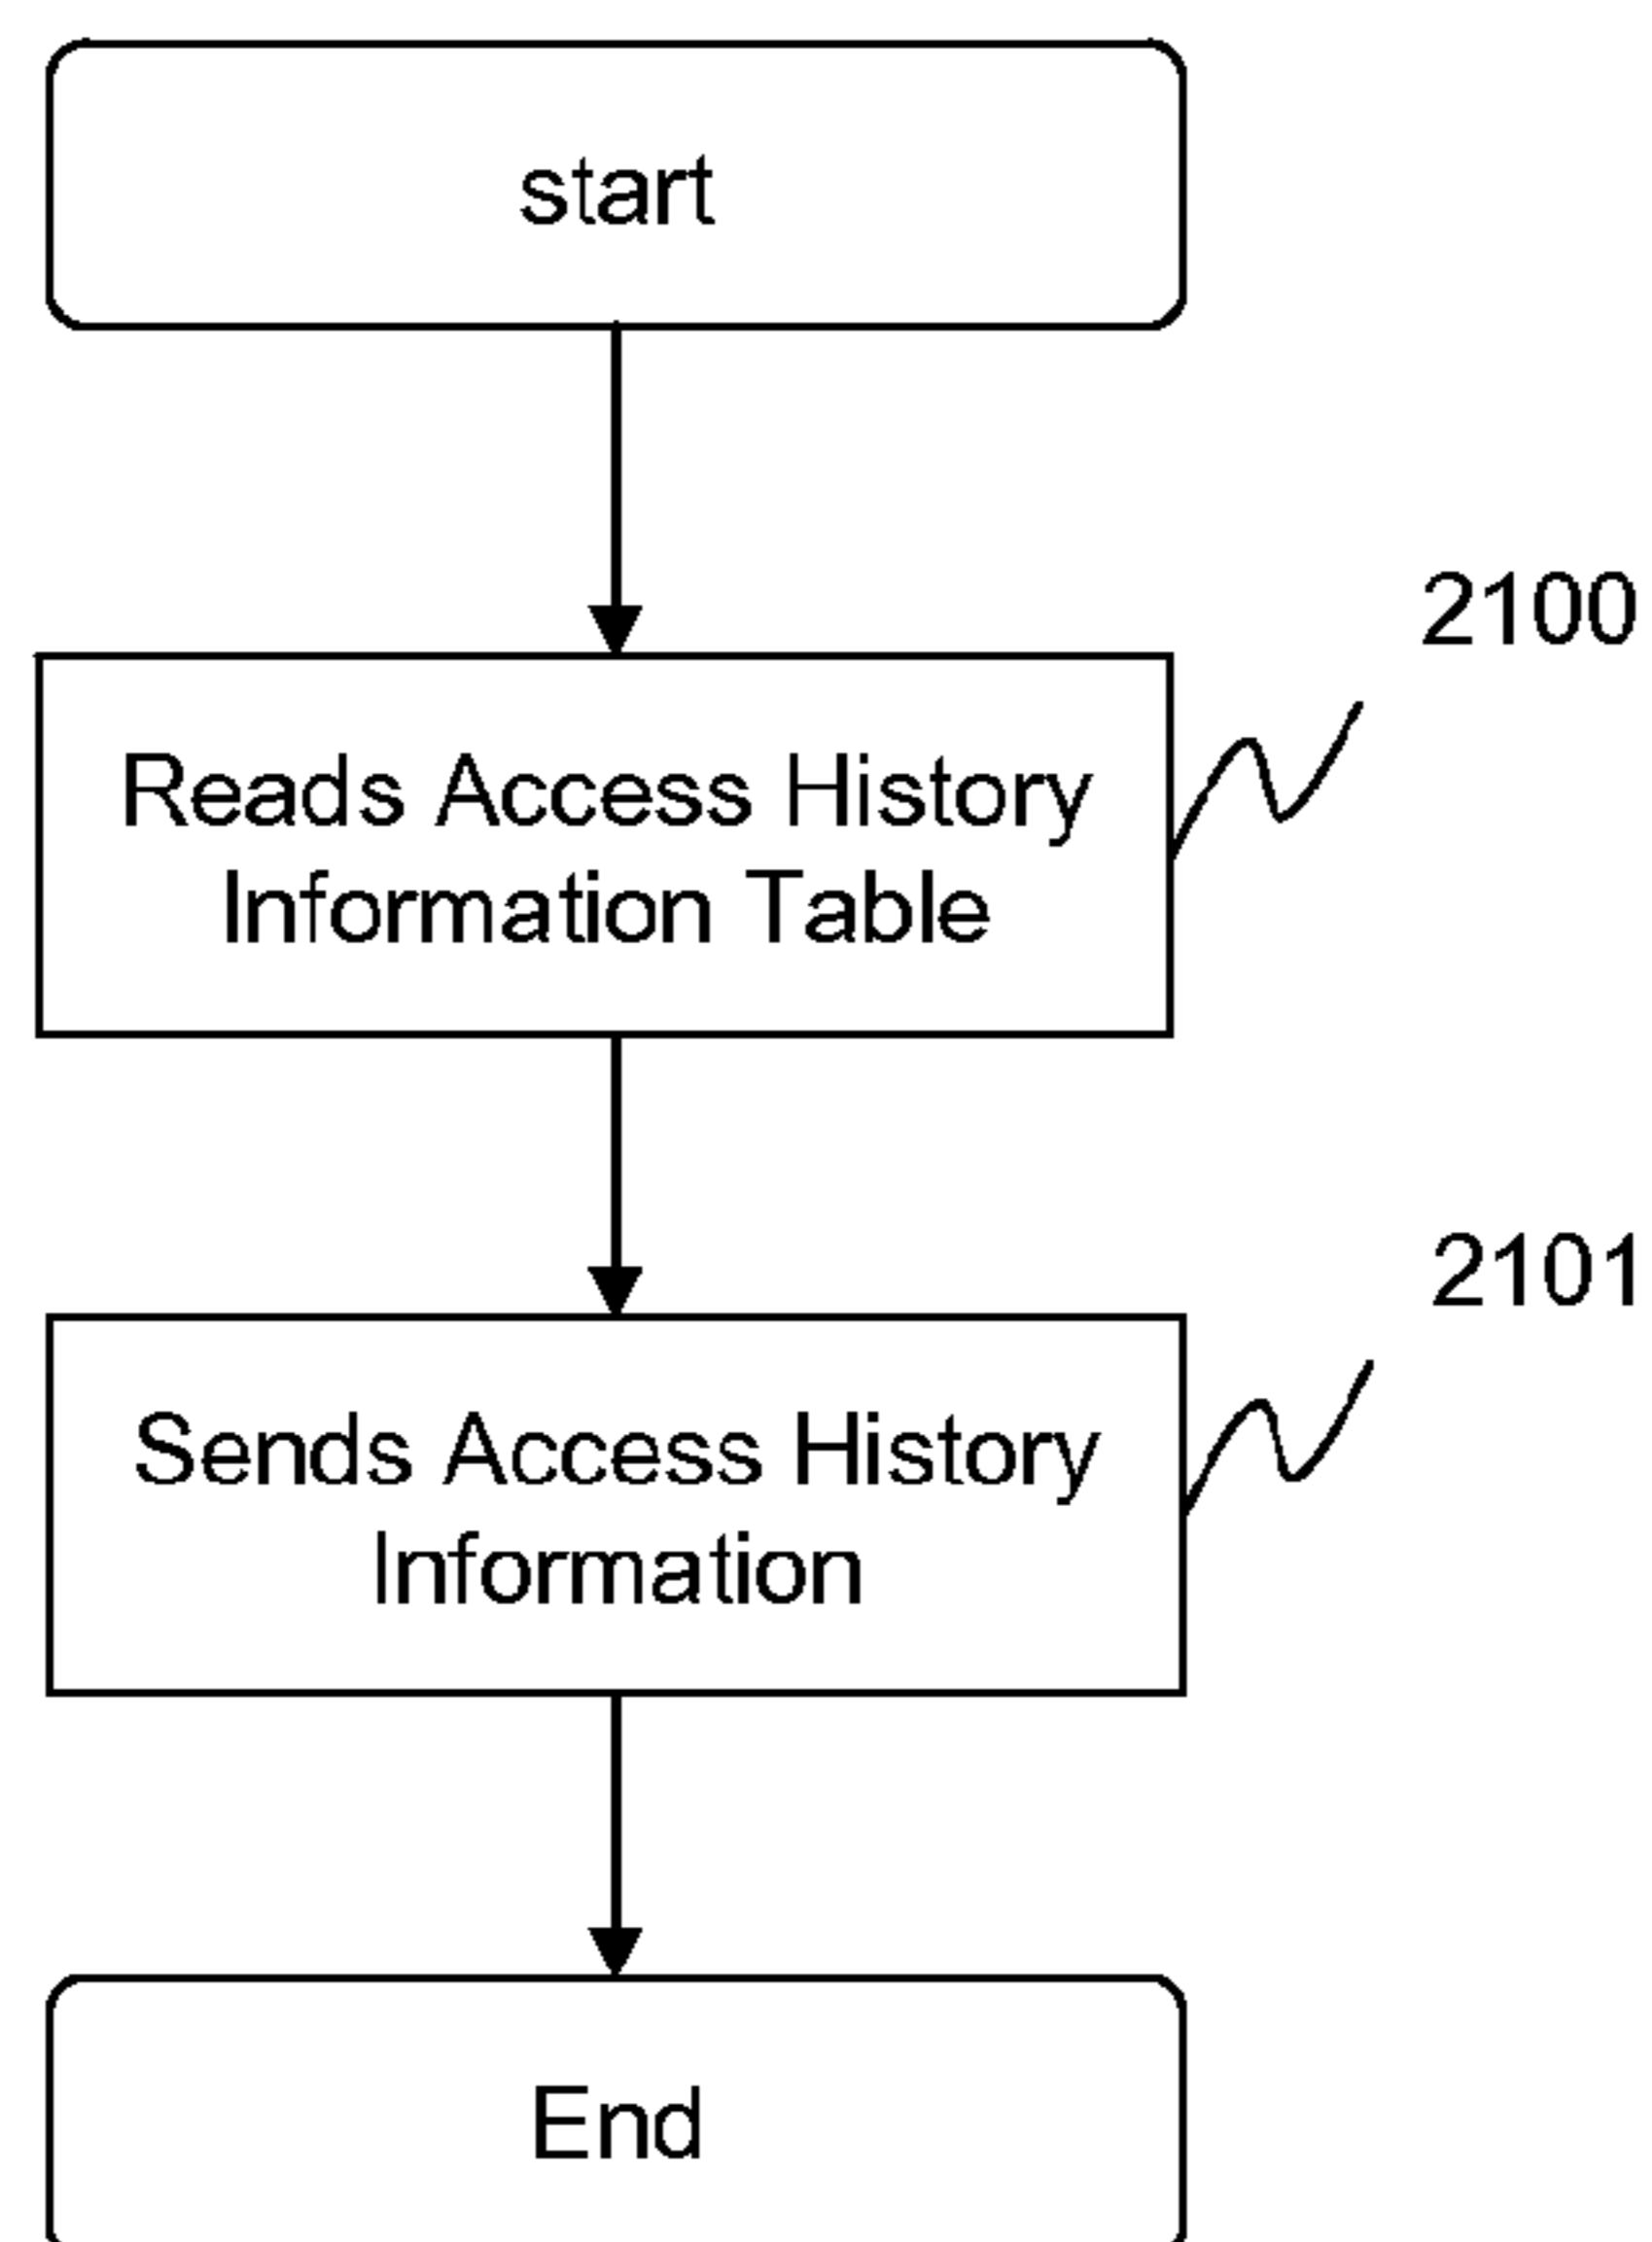 start
2100
Reads Access History
Information Table
2101
Sends Access History
Information
End